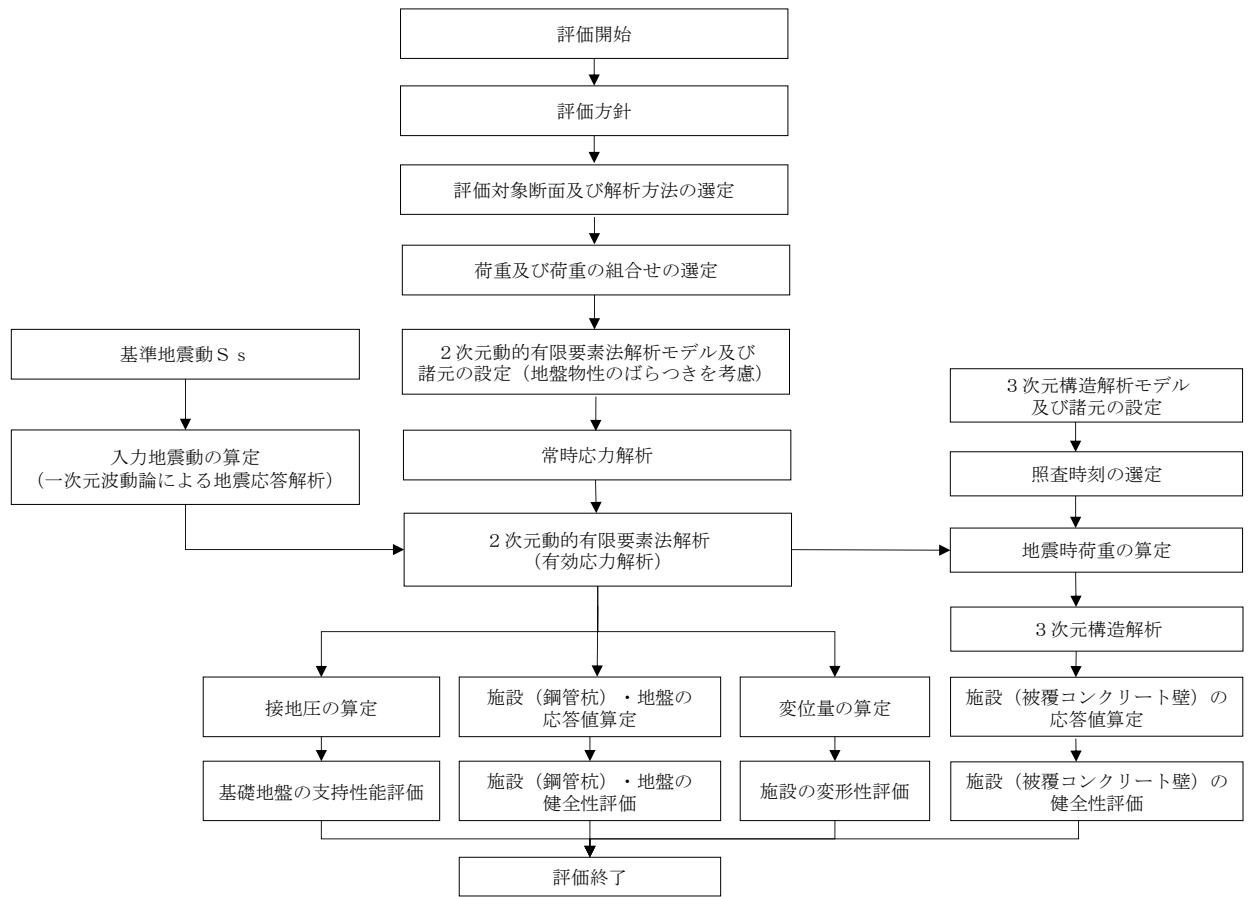 評価開始
評価方針
評価対象断面及び解析方法の選定
荷重及び荷重の組合せの選定
基準地震動Ｓｓ
２次元動的有限要素法解析モデル及び
諸元の設定（地盤物性のばらつきを考慮）
３次元構造解析モデル
及び諸元の設定
入力地震動の算定
（一次元波動論による地震応答解析）
常時応力解析
照査時刻の選定
２次元動的有限要素法解析
（有効応力解析）
地震時荷重の算定
３次元構造解析
接地圧の算定
施設（鋼管杭）・地盤の
応答値算定
変位量の算定
施設（被覆コンクリート壁）の
応答値算定
基礎地盤の支持性能評価
施設（鋼管杭）・地盤の
健全性評価
施設の変形性評価
施設（被覆コンクリート壁）の
健全性評価
評価終了